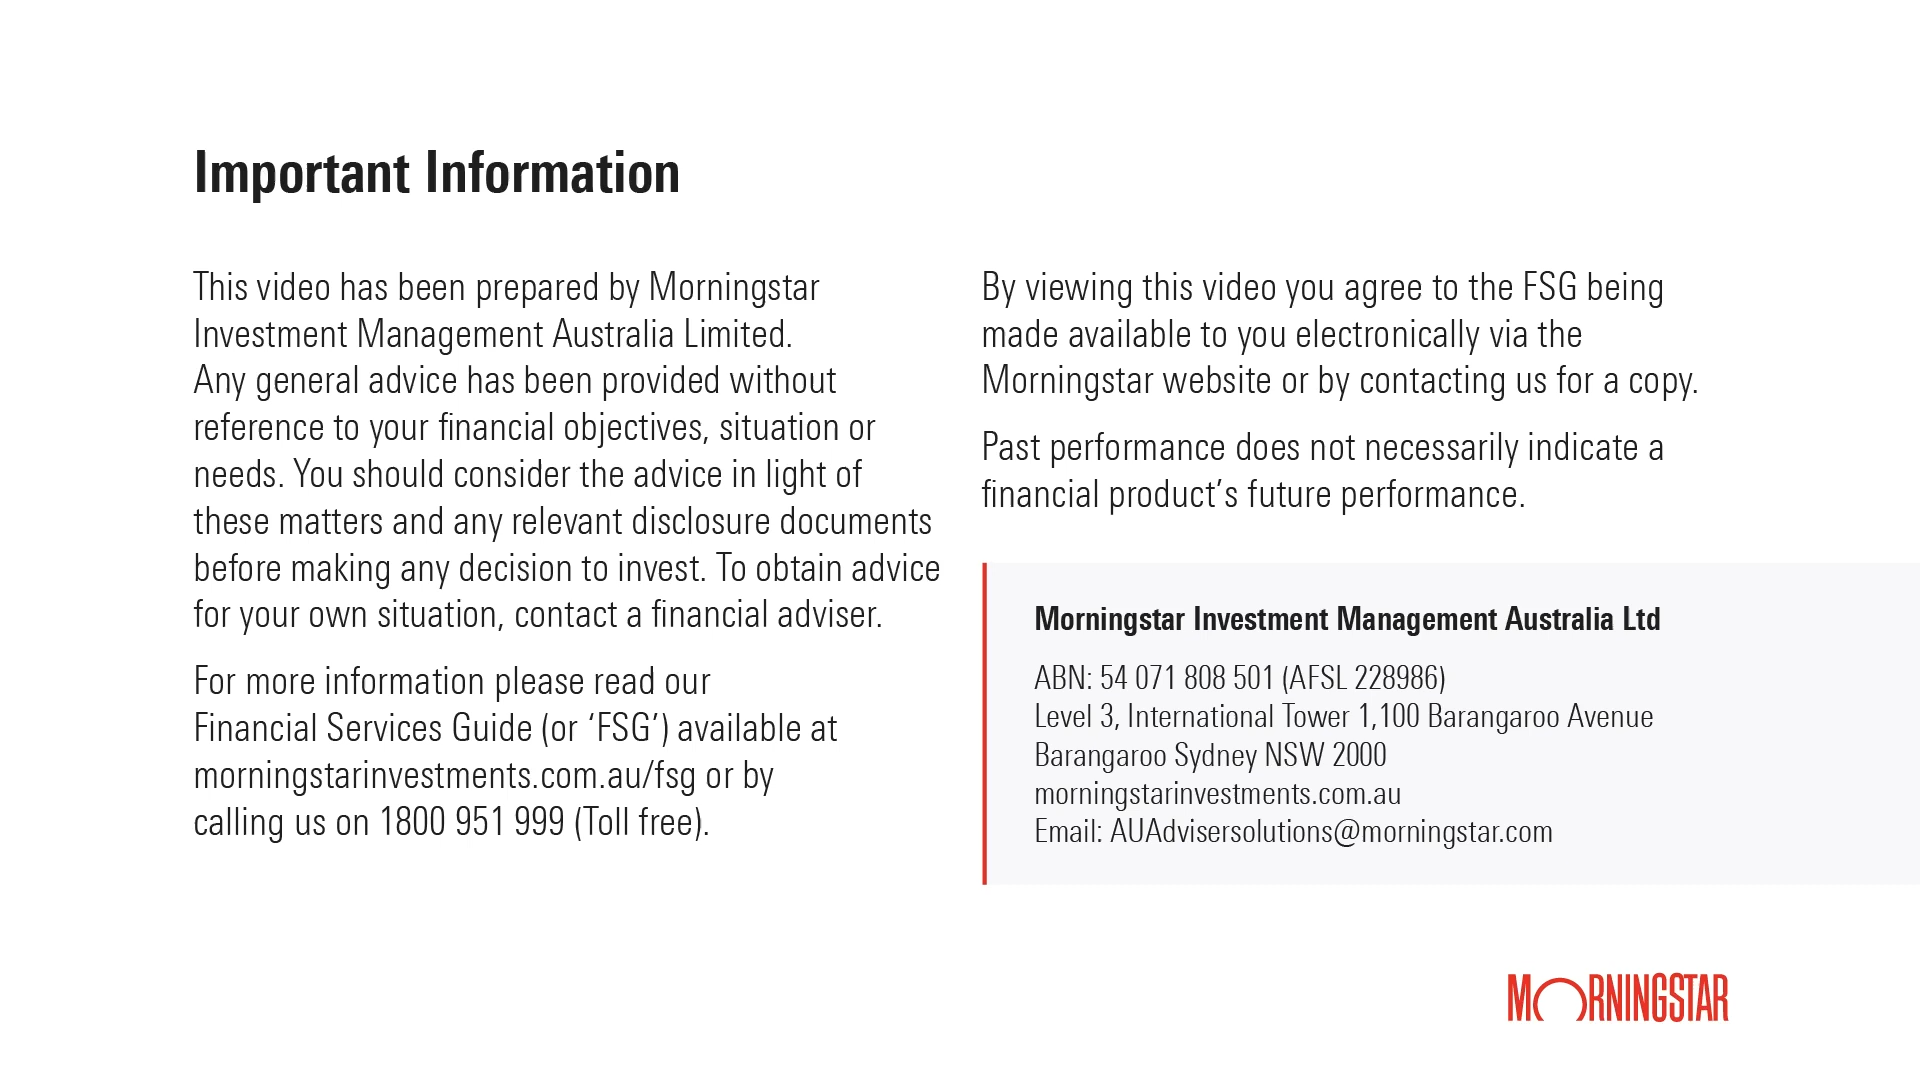 Important Information
This video has been prepared by Morningstar
Investment Management Australia Limited.
Any general advice has been provided without
reference to your financial objectives, situation or
needs. You should consider the advice in light of
these matters and any relevant disclosure documents
before making any decision to invest. To obtain advice
for your own situation, contact a financial adviser.
For more information please read our
Financial Services Guide (or ‘FSG’) available at
morningstarinvestments.com.au/fsg or by
calling us on 1800 951 999 (Toll free).
By viewing this video you agree to the FSG being
made available to you electronically via the
Morningstar website or by contacting us for a copy.
Past performance does not necessarily indicate a
financial product’s future performance.
Morningstar Investment Management Australia Ltd
ABN: 54 071 808 501 (AFSL 228986)
Level 3, International Tower 1,100 Barangaroo Avenue
Barangaroo Sydney NSW 2000
morningstarinvestments.com.au
Email: AUAdvisersolutions@morningstar.com
MORNINGSTAR